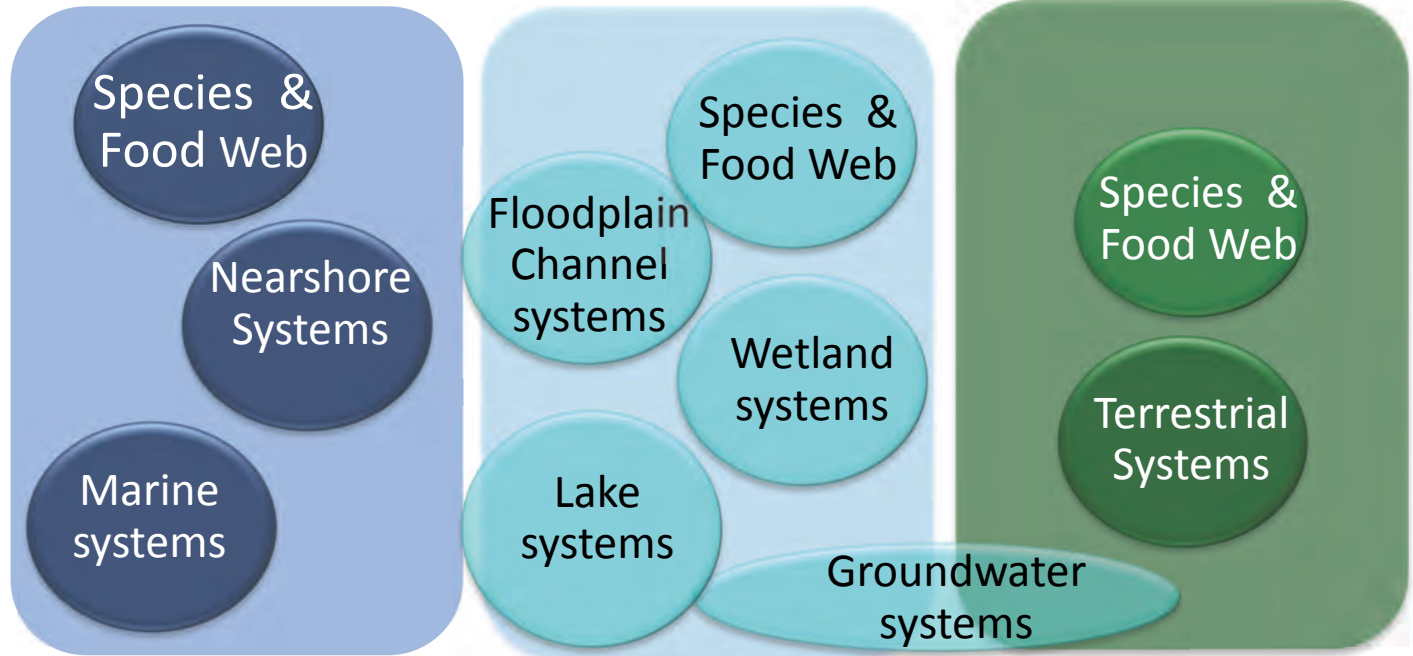 Species &
Food Web
Nearshore
Systems
Marine
systems
Species &
Food Web
Floodplain
Channel
systems
Wetland
systems
Lake
systems
Groundwater
systems
Species &
Food Web
Terrestrial
Systems